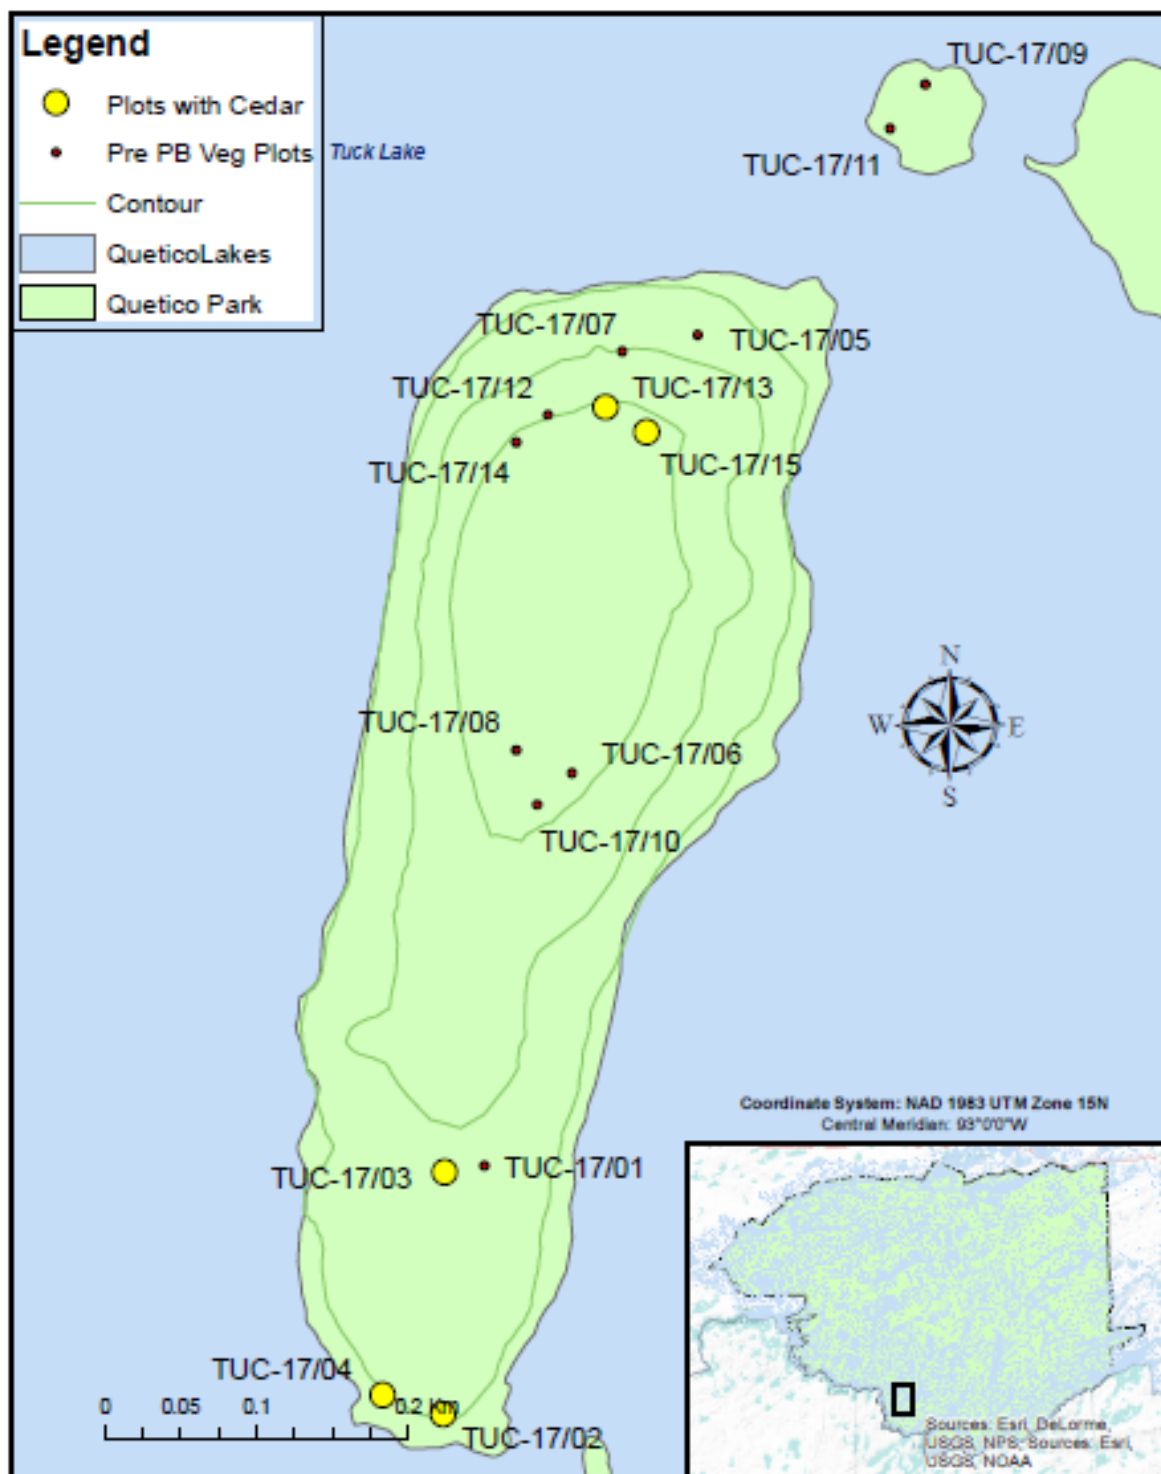 Legend
Plots with Cedar
Pre PB Veg Plots
Contour
QueticoLakes
Quetico Park
Tuck Lake
TUC-17/09
TUC-17/11
TUC-17/07
TUC-17/05
TUC-17/12
TUC-17/13
TUC-17/14
TUC-17/15
N
W
E
S
TUC-17/08
TUC-17/06
TUC-17/10
TUC-17/03
TUC-17/01
TUC-17/04
TUC-17/02
0 0.05 0.1 0.2 Km
Coordinate System: NAD 1983 UTM Zone 15N
Central Meridian: 93°0'0"W
Sources: Esri, DeLorme,
USGS, NPS; Sources: Esri,
USGS, NOAA